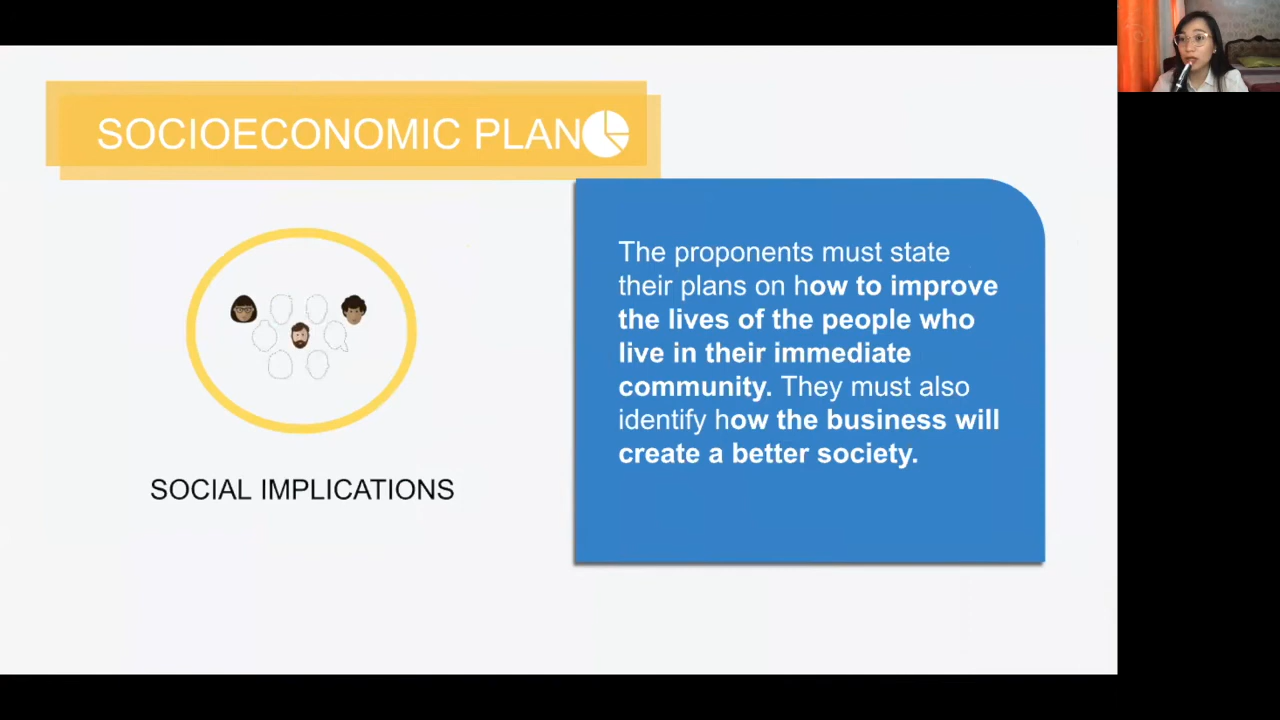 SOCIOECONOMIC PLAN
The proponents must state
their plans on how to improve
the lives of the people who
live in their immediate
community. They must also
identify how the business will
create a better society.
SOCIAL IMPLICATIONS